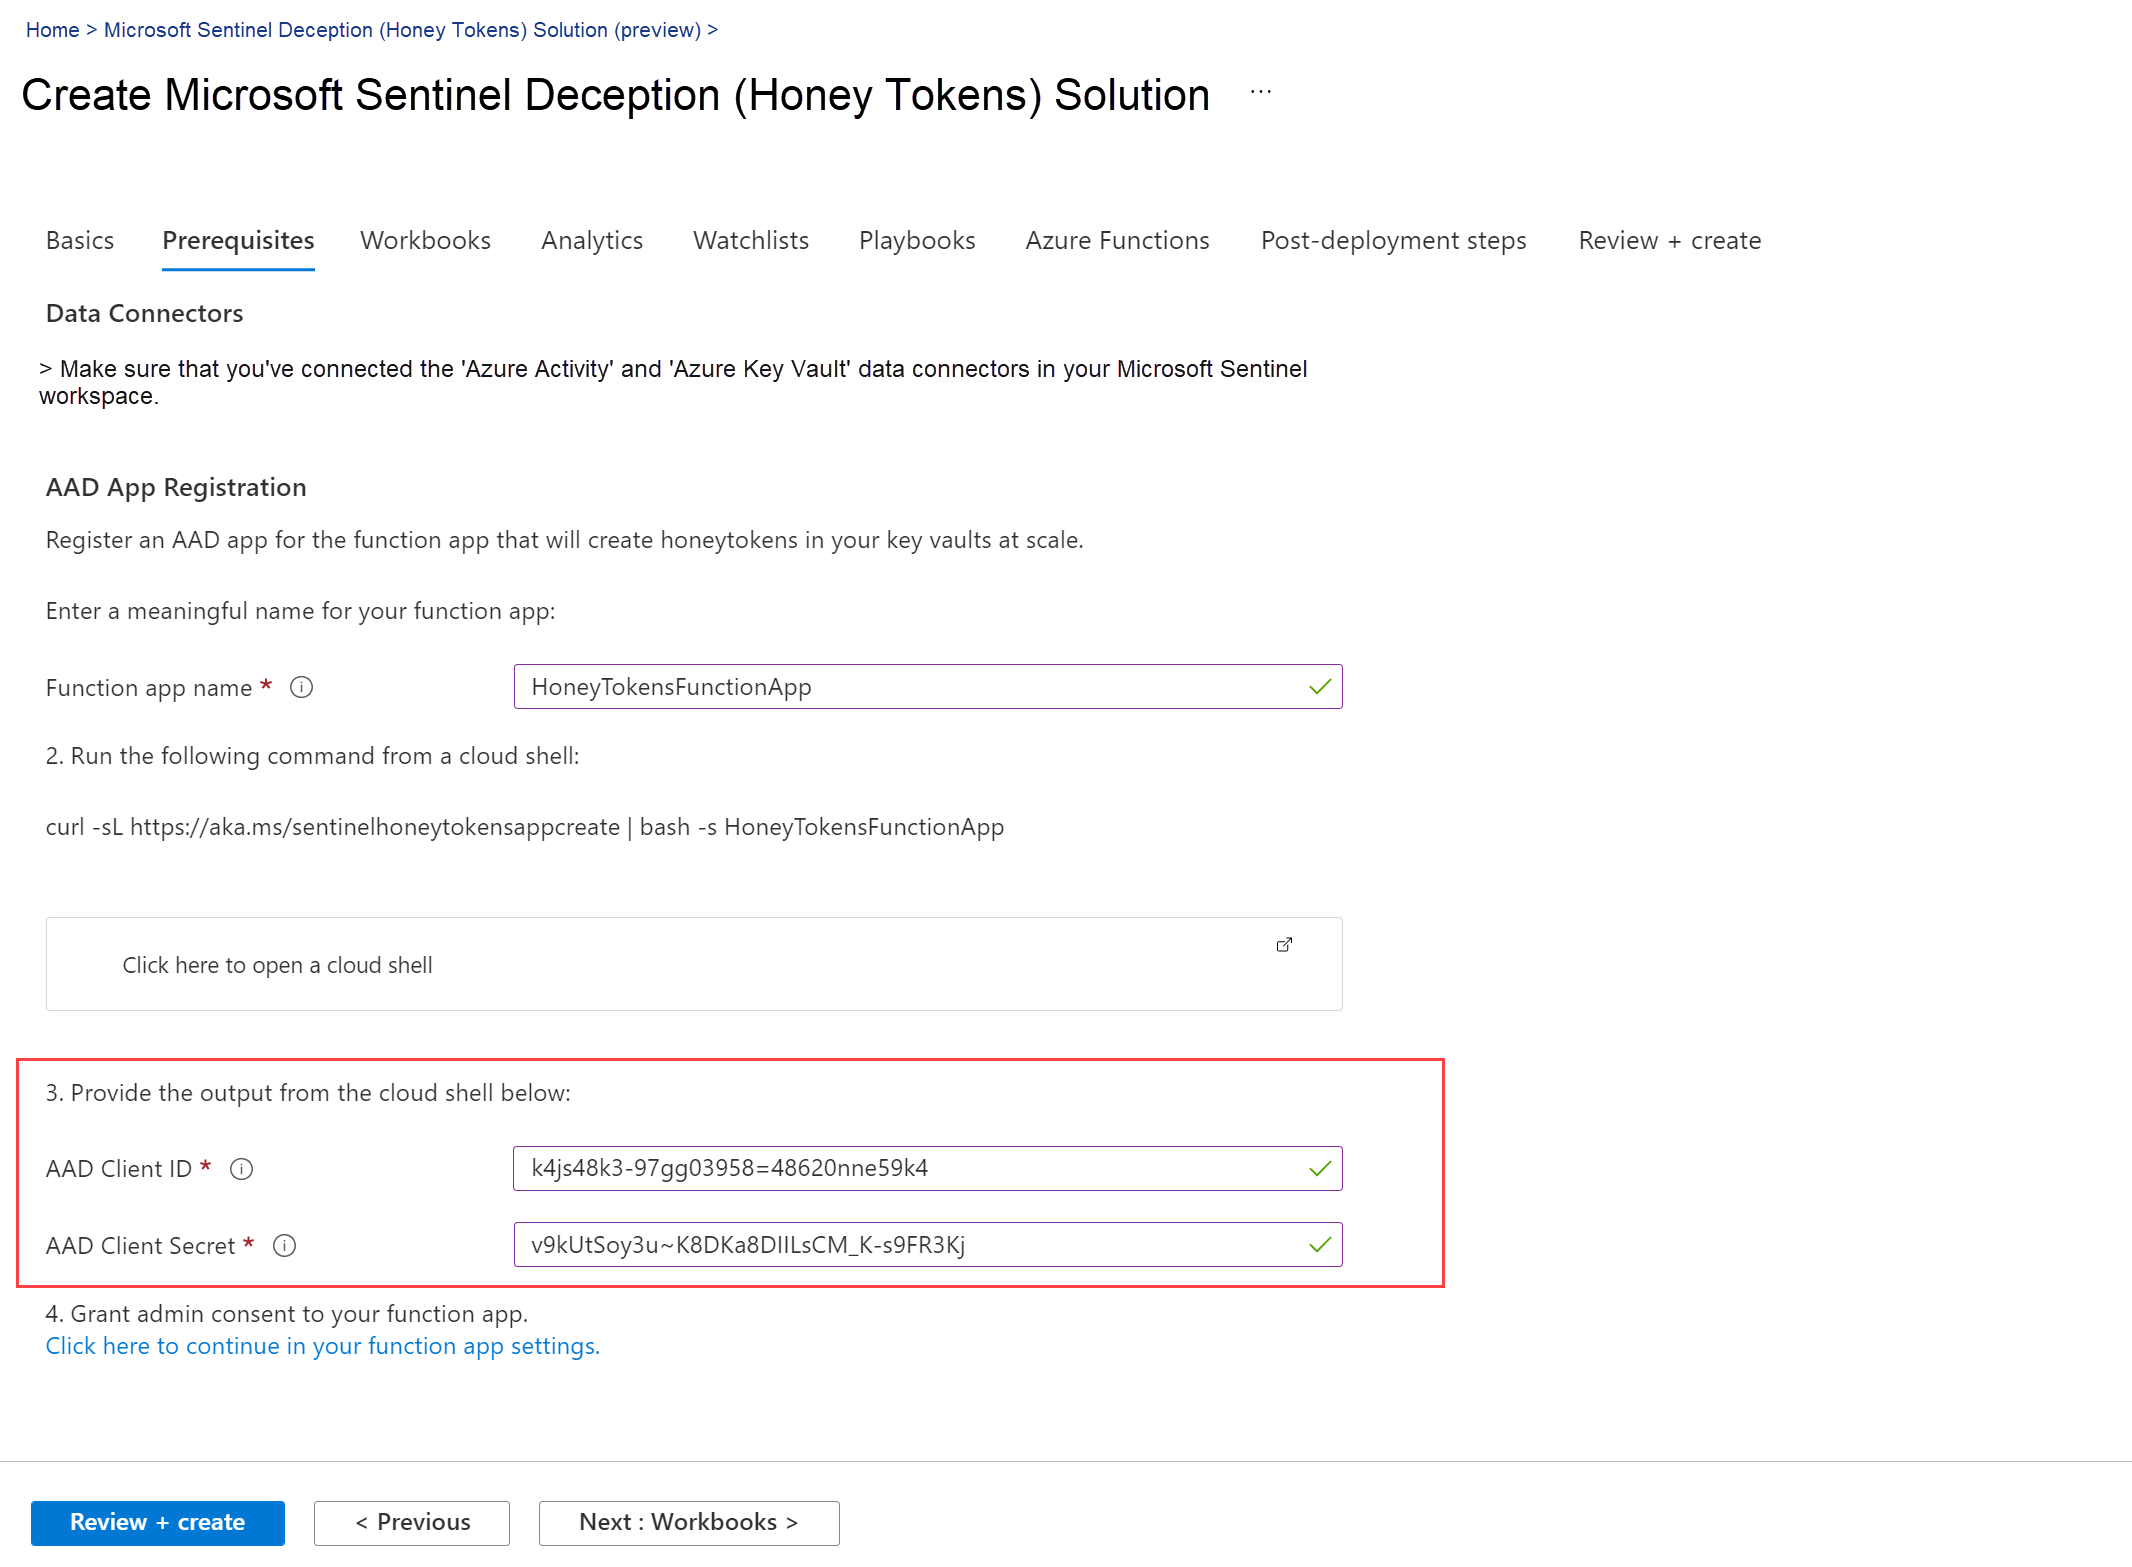 Home > Microsoft Sentinel Deception (Honey Tokens) Solution (preview) >
Create Microsoft Sentinel Deception (Honey Tokens) Solution ...
Basics Prerequisites Workbooks Analytics Watchlists Playbooks Azure Functions Post-deployment steps Review + create
Data Connectors
> Make sure that you've connected the 'Azure Activity' and 'Azure Key Vault' data connectors in your Microsoft Sentinel
workspace.
AAD App Registration
Register an AAD app for the function app that will create honeytokens in your key vaults at scale.
Enter a meaningful name for your function app:
Function app name * HoneyTokensFunctionApp
2. Run the following command from a cloud shell:
curl -sL https://aka.ms/sentinelhoneytokensappcreate | bash -s HoneyTokensFunctionApp
Click here to open a cloud shell
3. Provide the output from the cloud shell below:
AAD Client ID * k4js48k3-97gg03958=48620nne59k4
AAD Client Secret * v9kUtSoy3u~K8DKa8DIILsCM_K-s9FR3Kj
4. Grant admin consent to your function app.
Click here to continue in your function app settings.
Review + create < Previous Next : Workbooks >